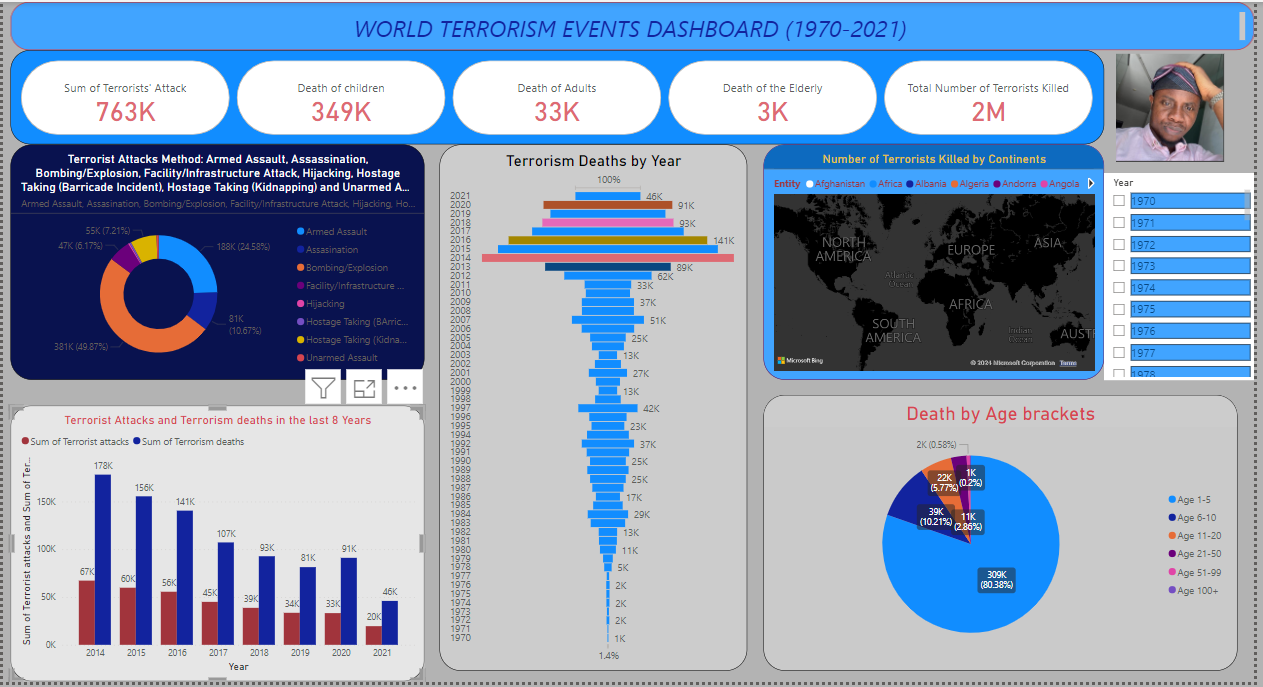 WORLD TERRORISM EVENTS DASHBOARD (1970-2021)
Sum of Terrorists' Attack
763K
Death of children
349K
Death of Adults
33K
Death of the Elderly
3K
Total Number of Terrorists Killed
2M
Terrorist Attacks Method: Armed Assault, Assassination,
Bombing/Explosion, Facility/Infrastructure Attack, Hijacking, Hostage
Taking (Barricade Incident), Hostage Taking (Kidnapping) and Unarmed A...
Armed Assault, Assasination, Bombing/Explosion, Facility/Infrastructure Attack, Hijacking, Ho...
55K (7.21%)
47K (6.17%)
188K (24.58%)
81K
(10.67%)
381K (49.87%)
Armed Assault
Assasination
Bombing/Explosion
Facility/Infrastructure ...
Hijacking
Hostage Taking (BArric...
Hostage Taking (Kidna...
Unarmed Assault
Terrorist Attacks and Terrorism deaths in the last 8 Years
Sum of Terrorist attacks
Sum of Terrorism deaths
Sum of Terrorist attacks and Sum of Ter...
150K
100K
50K
0K
67K
178K
60K
156K
56K
141K
45K
107K
39K
93K
34K
81K
33K
91K
20K
46K
2014 2015 2016 2017 2018 2019 2020 2021
Year
Terrorism Deaths by Year
100%
2021 46K
2020 91K
2019
2018 93K
2017
2016 141K
2015
2014
2013 89K
2012 62K
2011 33K
2010
2009 37K
2008
2007 51K
2006
2005 25K
2004
2003 13K
2002
2001 27K
2000
1999 13K
1998
1997 42K
1996
1995 23K
1994
1992 37K
1991
1990 25K
1989
1988 25K
1987
1986 17K
1985
1984 29K
1983
1982 13K
1981
1980 11K
1979
1978 5K
1977
1976 2K
1975
1974 2K
1973
1972 2K
1971
1970 1K
1.4%
Number of Terrorists Killed by Continents
Entity Afghanistan Africa Albania Algeria Andorra Angola
NORTH
AMERICA
EUROPE
ASIA
Atlantic
Ocean
AFRICA
SOUTH
AMERICA
Indian
Ocean
AUST
Microsoft Bing
© 2024 Microsoft Corporation Terms
Year
1970
1971
1972
1973
1974
1975
1976
1977
1978
Death by Age brackets
2K (0.58%)
1K
(0.2%)
22K
(5.77%)
39K
(10.21%)
11K
(2.86%)
309K
(80.38%)
Age 1-5
Age 6-10
Age 11-20
Age 21-50
Age 51-99
Age 100+